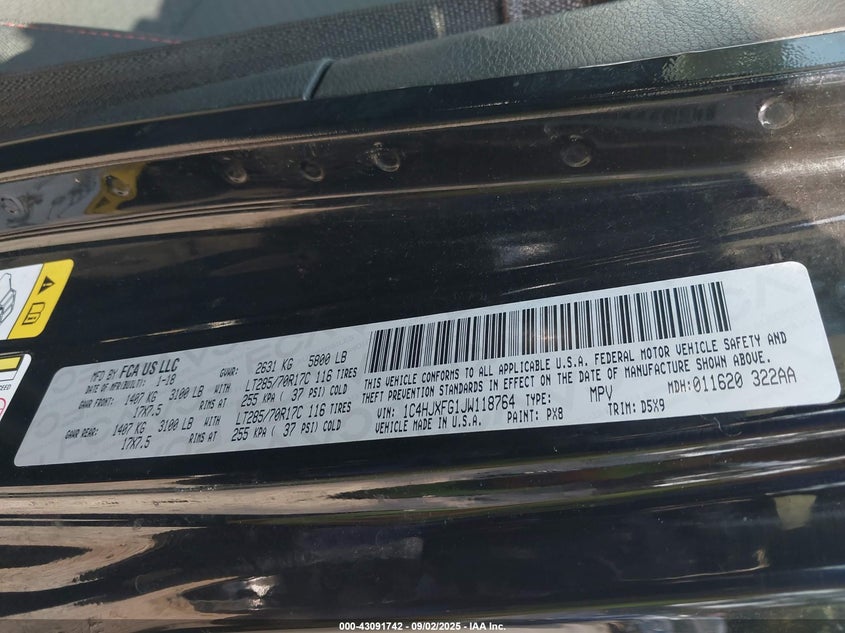 MFD BY FCA US LLC
DATE OF MFR(BUILT): 1-18
GVWR: 2631 KG 5800 LB
GAWR FRONT: 1407 KG 3100 LB WITH LT285/70R17C 116 TIRES
17X7.5 RIMS AT 255 KPA ( 37 PSI) COLD
GAWR REAR: 1407 KG 3100 LB WITH LT285/70R17C 116 TIRES
17X7.5 RIMS AT 255 KPA ( 37 PSI) COLD
THIS VEHICLE CONFORMS TO ALL APPLICABLE U.S.A. FEDERAL MOTOR VEHICLE SAFETY AND
THEFT PREVENTION STANDARDS IN EFFECT ON THE DATE OF MANUFACTURE SHOWN ABOVE.
VIN: 1C4HJXFG1JW118764 TYPE: MPV MDH:011620 322AA
VEHICLE MADE IN U.S.A. PAINT: PX8 TRIM: D5X9
000-43091742 - 09/02/2025 - IAA Inc.